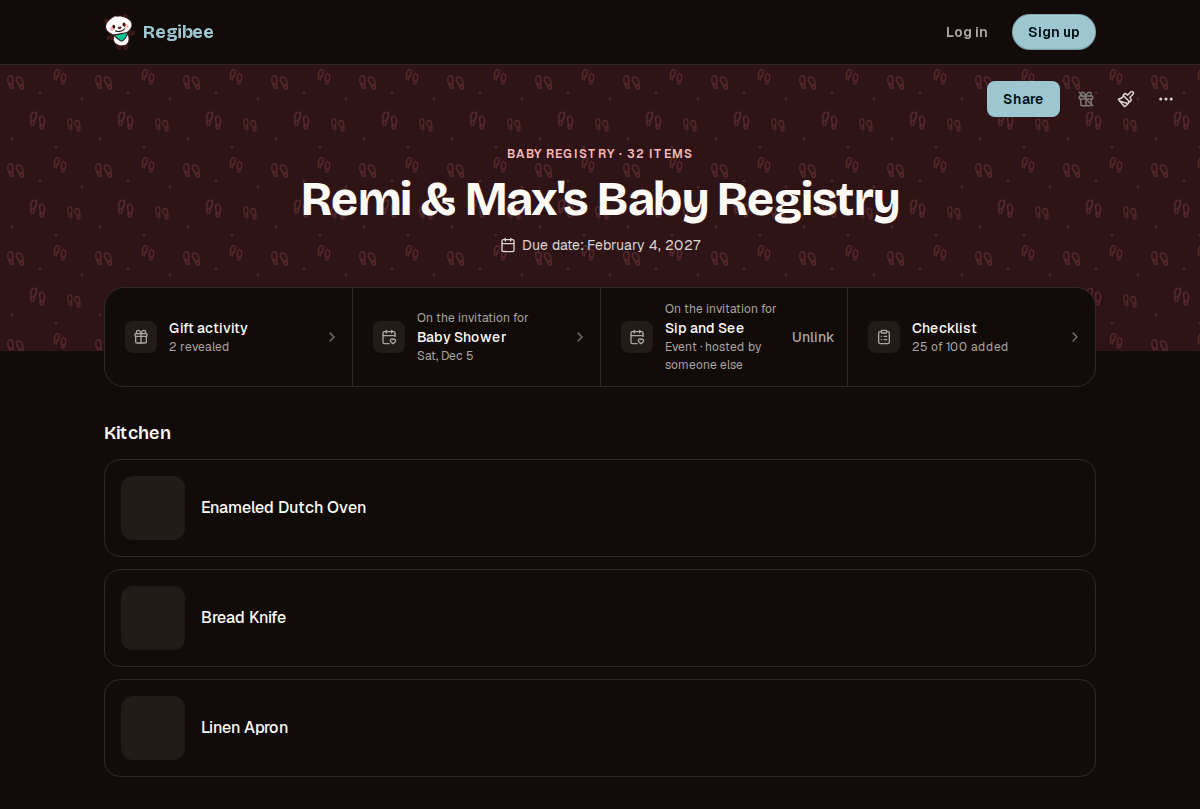 Regibee
Log in
Sign up
Share
BABY REGISTRY · 32 ITEMS
Remi & Max's Baby Registry
Due date: February 4, 2027
Gift activity
2 revealed
On the invitation for
Baby Shower
Sat, Dec 5
On the invitation for
Sip and See
Event · hosted by
someone else
Unlink
Checklist
25 of 100 added
Kitchen
Enameled Dutch Oven
Bread Knife
Linen Apron